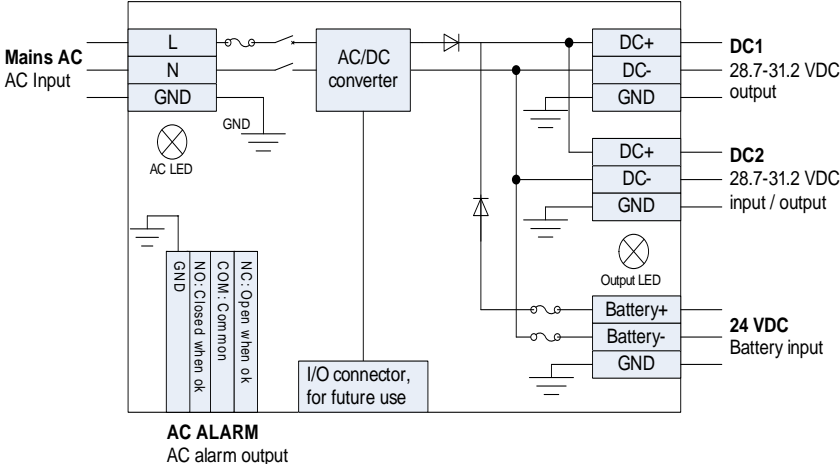 Mains AC
AC Input
L
N
GND
GND
AC LED
AC/DC
converter
DC+
DC-
GND
DC1
28.7-31.2 VDC
output
DC+
DC-
GND
DC2
28.7-31.2 VDC
input / output
Output LED
Battery+
Battery-
GND
24 VDC
Battery input
GND
NO: Closed when ok
COM: Common
NC: Open when ok
I/O connector,
for future use
AC ALARM
AC alarm output